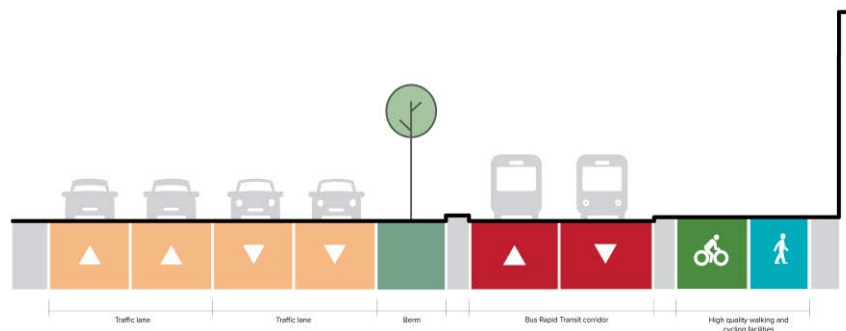 Traffic lane
Traffic lane
Berm
Bus Rapid Transit corridor
High quality walking and
cycling facilities